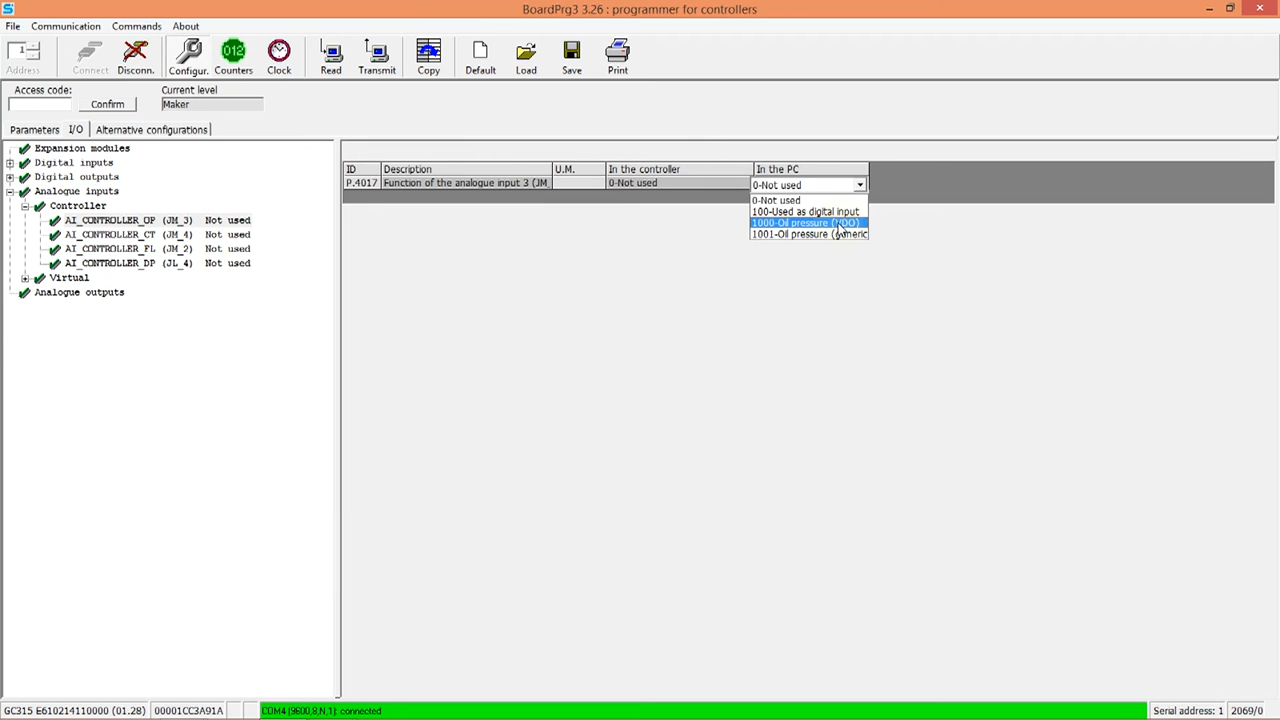 BoardPrg3 3.26 : programmer for controllers
File Communication Commands About
1 Address Connect Disconn. Configur. 012 Counters Clock Read Transmit Copy Default Load Save Print
Access code: Current level
Confirm Maker
Parameters I/O Alternative configurations
Expansion modules
Digital inputs
Digital outputs
Analogue inputs
Controller
AI_CONTROLLER_OP (JM_3) Not used
AI_CONTROLLER_CT (JM_4) Not used
AI_CONTROLLER_FL (JM_2) Not used
AI_CONTROLLER_DP (JL_4) Not used
Virtual
Analogue outputs
ID Description U.M. In the controller In the PC
P.4017 Function of the analogue input 3 (JM_ 0-Not used 0-Not used
0-Not used
100-Used as digital input
1000-Oil pressure (VDO)
1001-Oil pressure (generic
GC315 E610214110000 (01.28) 00001CC3A91A COM4 (9600,8,N,1): connected Serial address: 1 2069/0